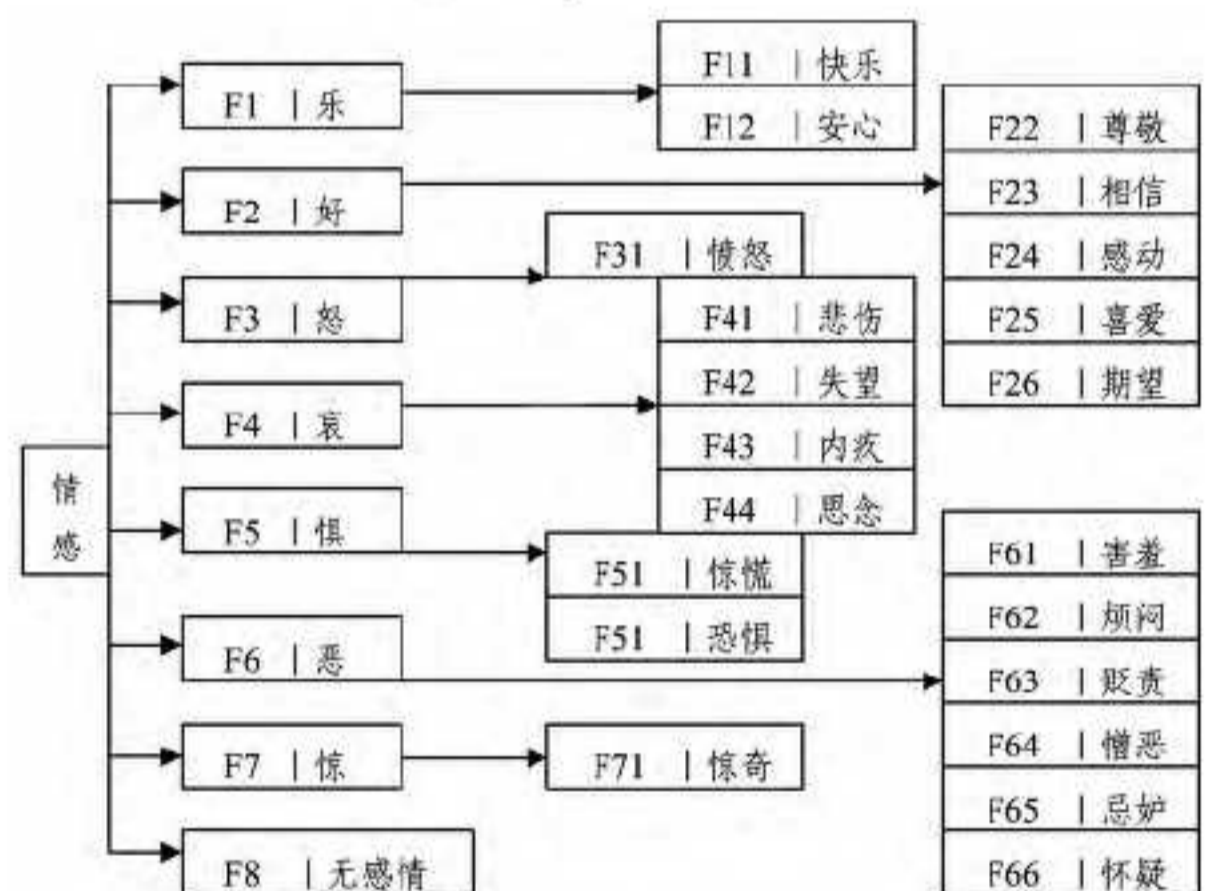 情感
F1 | 乐
F11 | 快乐
F12 | 安心
F2 | 好
F22 | 尊敬
F23 | 相信
F24 | 感动
F25 | 喜爱
F26 | 期望
F3 | 怒
F31 | 愤怒
F4 | 哀
F41 | 悲伤
F42 | 失望
F43 | 内疚
F44 | 思念
F5 | 惧
F51 | 惊慌
F51 | 恐惧
F6 | 恶
F61 | 害羞
F62 | 烦闷
F63 | 贬责
F64 | 憎恶
F65 | 忌妒
F66 | 怀疑
F7 | 惊
F71 | 惊奇
F8 | 无感情